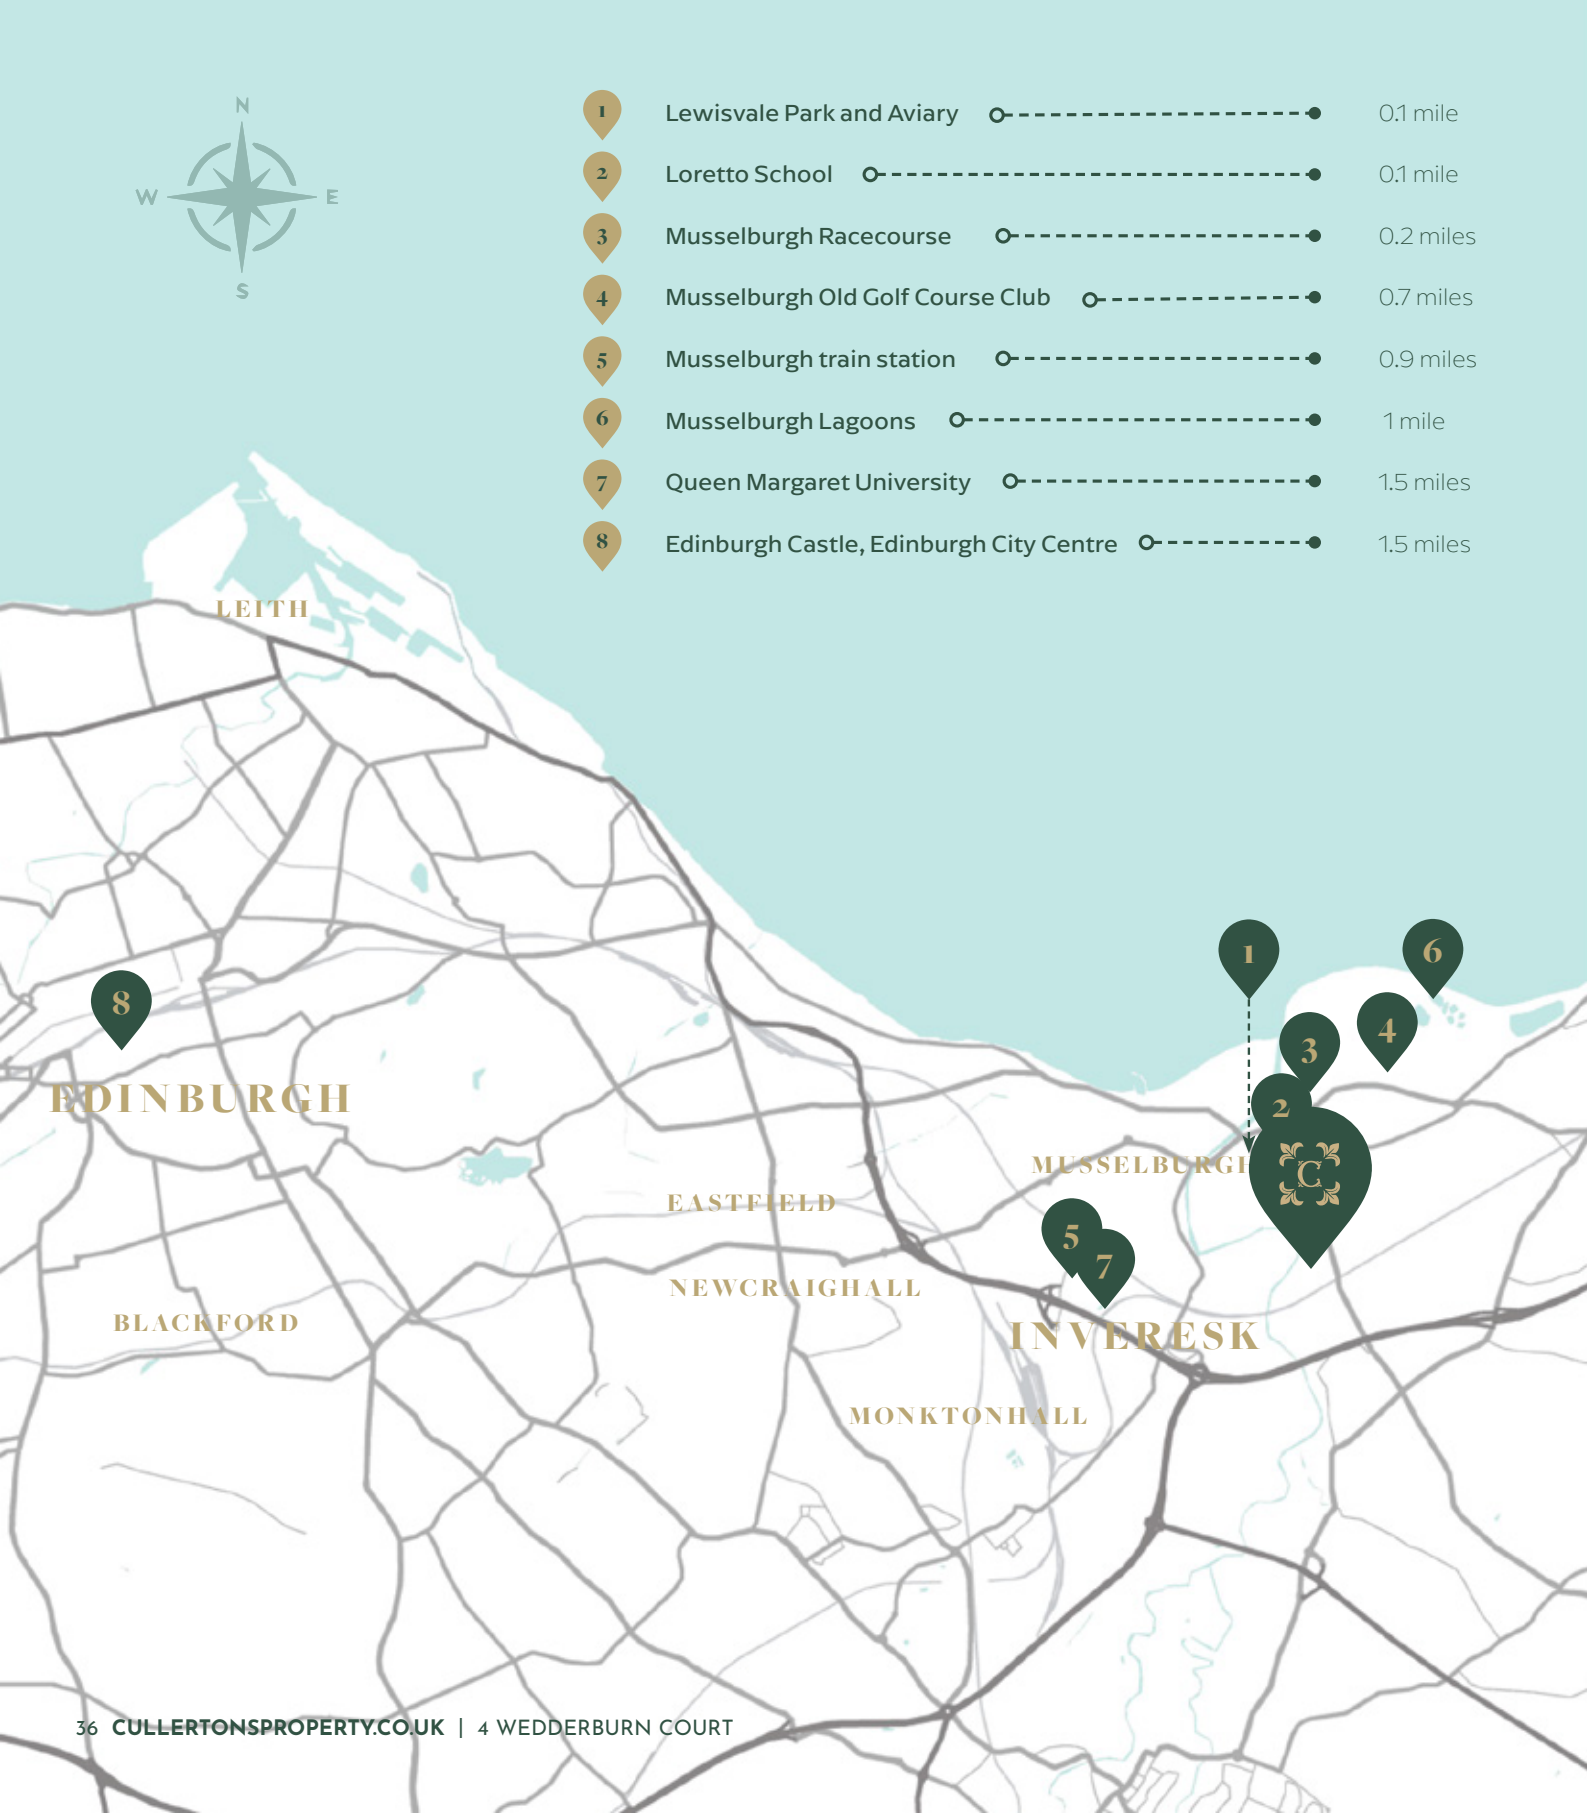 N
W E
S
1 Lewisvale Park and Aviary 0.1 mile
2 Loretto School 0.1 mile
3 Musselburgh Racecourse 0.2 miles
4 Musselburgh Old Golf Course Club 0.7 miles
5 Musselburgh train station 0.9 miles
6 Musselburgh Lagoons 1 mile
7 Queen Margaret University 1.5 miles
8 Edinburgh Castle, Edinburgh City Centre 1.5 miles
LEITH
1
6
8
4
3
2
EDINBURGH
MUSSELBURGH
C
EASTFIELD
5
7
NEWCRAIGHALL
BLACKFORD
INVERESK
MONKTONHALL
36 CULLERTONSPROPERTY.CO.UK | 4 WEDDERBURN COURT